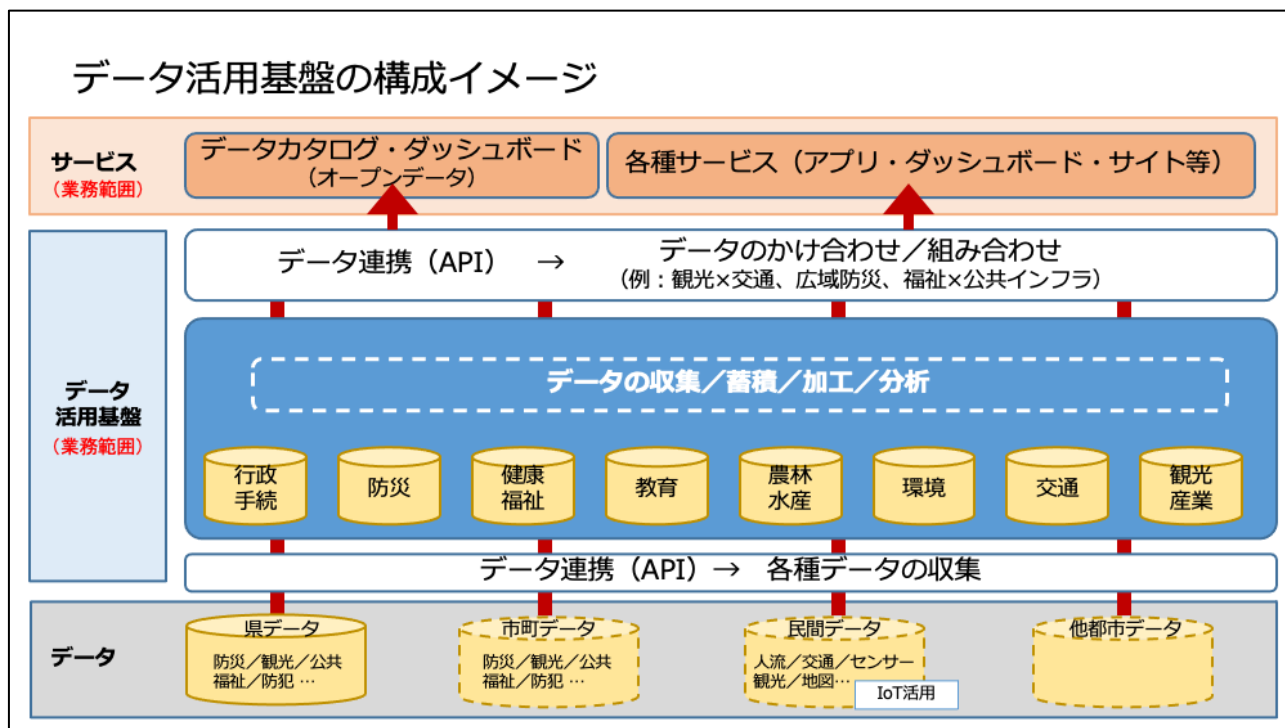 データ活用基盤の構成イメージ
サービス
(業務範囲)
データカタログ・ダッシュボード
(オープンデータ)
各種サービス（アプリ・ダッシュボード・サイト等）
データ
活用基盤
(業務範囲)
データ連携（API） →
データのかけ合わせ／組み合わせ
（例：観光×交通、広域防災、福祉×公共インフラ）
データの収集／蓄積／加工／分析
行政
手続
防災
健康
福祉
教育
農林
水産
環境
交通
観光
産業
データ連携（API）→ 各種データの収集
データ
県データ
防災／観光／公共
福祉／防犯 …
市町データ
防災／観光／公共
福祉／防犯 …
民間データ
人流／交通／センサー
観光／地図…
IoT活用
他都市データ